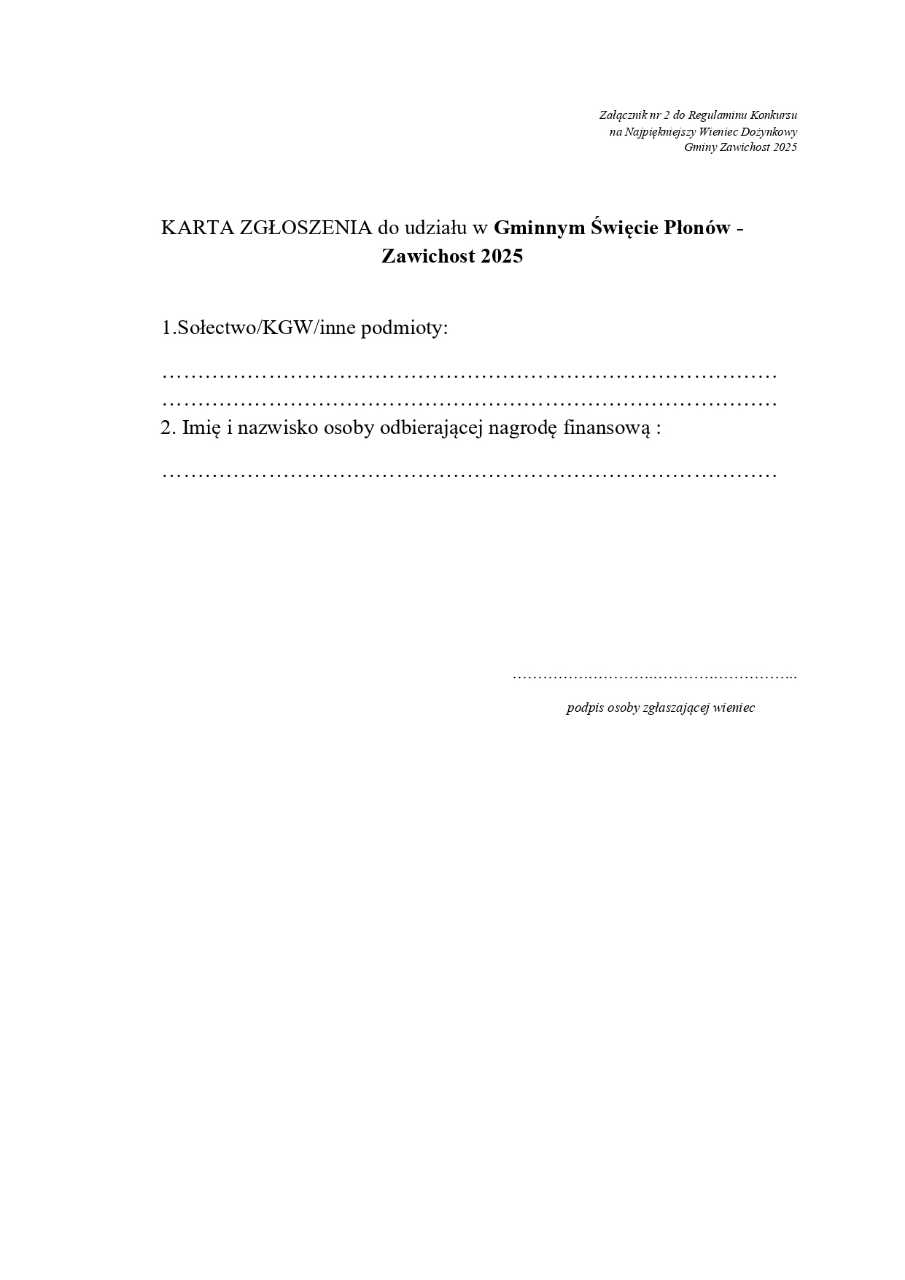 Załącznik nr 2 do Regulaminu Konkursu
na Najpiękniejszy Wieniec Dożynkowy
Gminy Zawichost 2025
KARTA ZGŁOSZENIA do udziału w Gminnym Święcie Płonów -
Zawichost 2025
1.Sołectwo/KGW/inne podmioty:
……………………………………………………………………………
……………………………………………………………………………
2. Imię i nazwisko osoby odbierającej nagrodę finansową :
……………………………………………………………………………
……………………….………….……………..
podpis osoby zgłaszającej wieniec